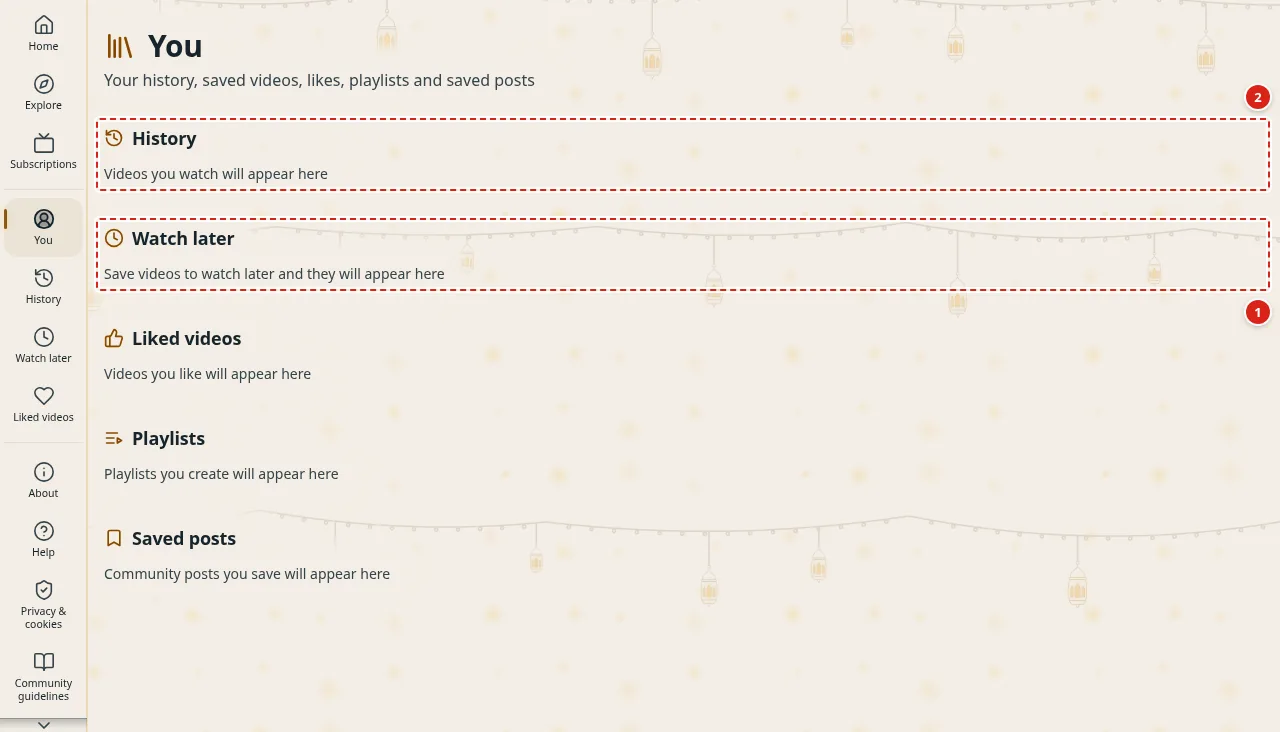 Home
Explore
Subscriptions
You
History
Watch later
Liked videos
About
Help
Privacy &
cookies
Community
guidelines
You
Your history, saved videos, likes, playlists and saved posts
2
History
Videos you watch will appear here
Watch later
Save videos to watch later and they will appear here
1
Liked videos
Videos you like will appear here
Playlists
Playlists you create will appear here
Saved posts
Community posts you save will appear here